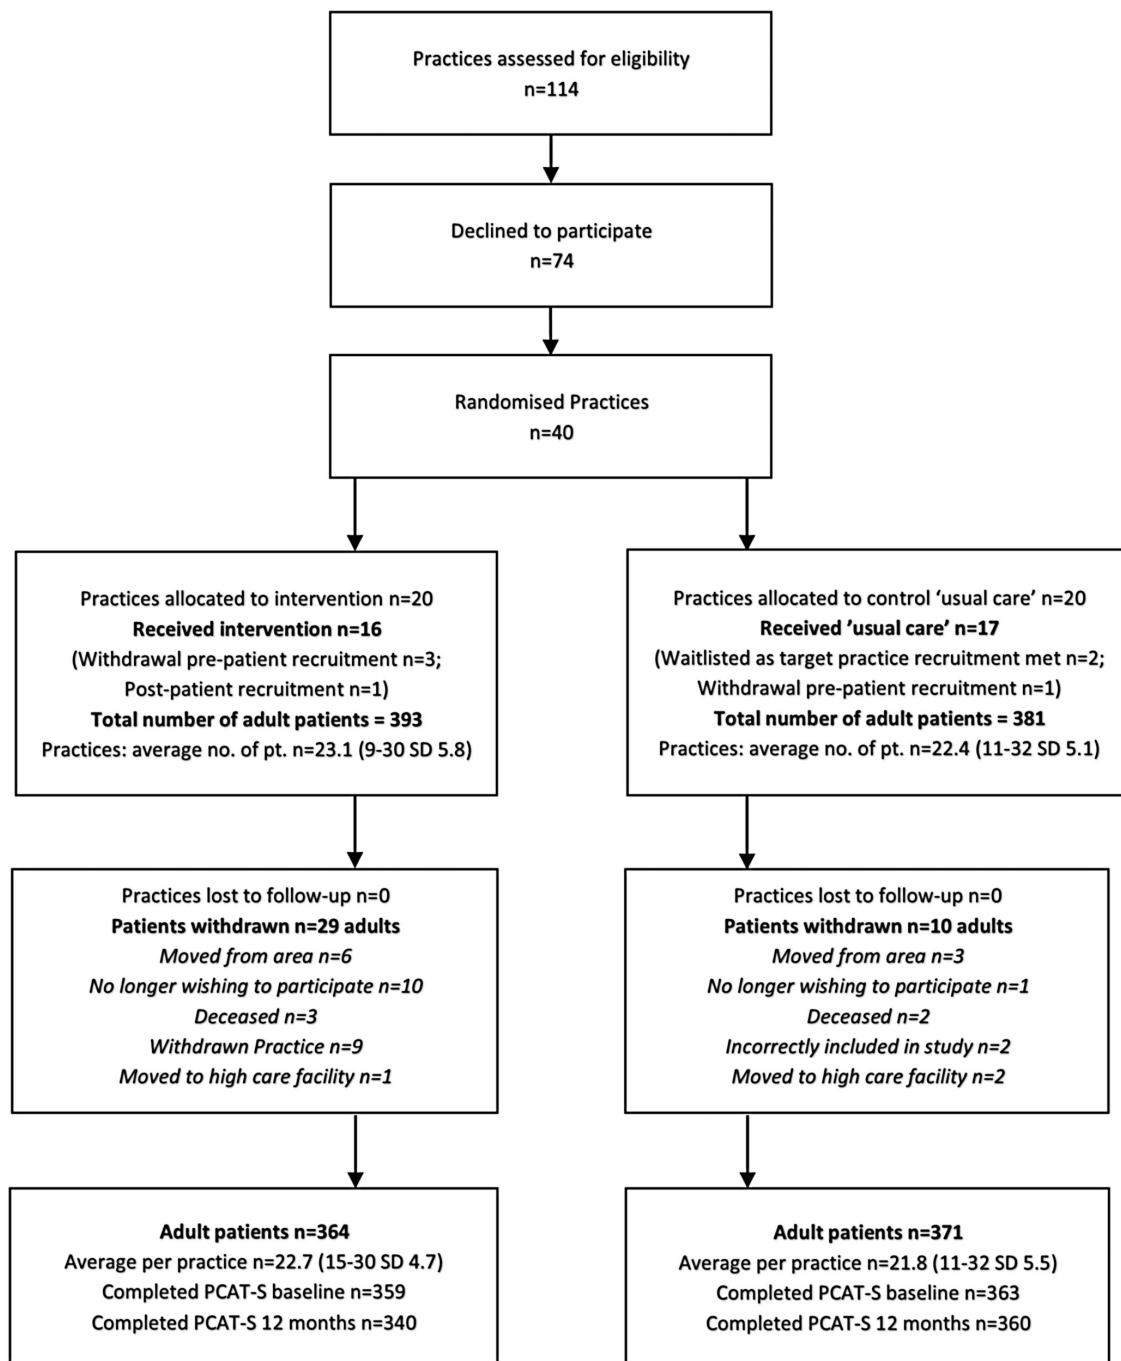 Practices assessed for eligibility
n=114
Declined to participate
n=74
Randomised Practices
n=40
Practices allocated to intervention n=20
Received intervention n=16
(Withdrawal pre-patient recruitment n=3;
Post-patient recruitment n=1)
Total number of adult patients = 393
Practices: average no. of pt. n=23.1 (9-30 SD 5.8)
Practices allocated to control ‘usual care’ n=20
Received ’usual care’ n=17
(Waitlisted as target practice recruitment met n=2;
Withdrawal pre-patient recruitment n=1)
Total number of adult patients = 381
Practices: average no. of pt. n=22.4 (11-32 SD 5.1)
Practices lost to follow-up n=0
Patients withdrawn n=29 adults
Moved from area n=6
No longer wishing to participate n=10
Deceased n=3
Withdrawn Practice n=9
Moved to high care facility n=1
Practices lost to follow-up n=0
Patients withdrawn n=10 adults
Moved from area n=3
No longer wishing to participate n=1
Deceased n=2
Incorrectly included in study n=2
Moved to high care facility n=2
Adult patients n=364
Average per practice n=22.7 (15-30 SD 4.7)
Completed PCAT-S baseline n=359
Completed PCAT-S 12 months n=340
Adult patients n=371
Average per practice n=21.8 (11-32 SD 5.5)
Completed PCAT-S baseline n=363
Completed PCAT-S 12 months n=360